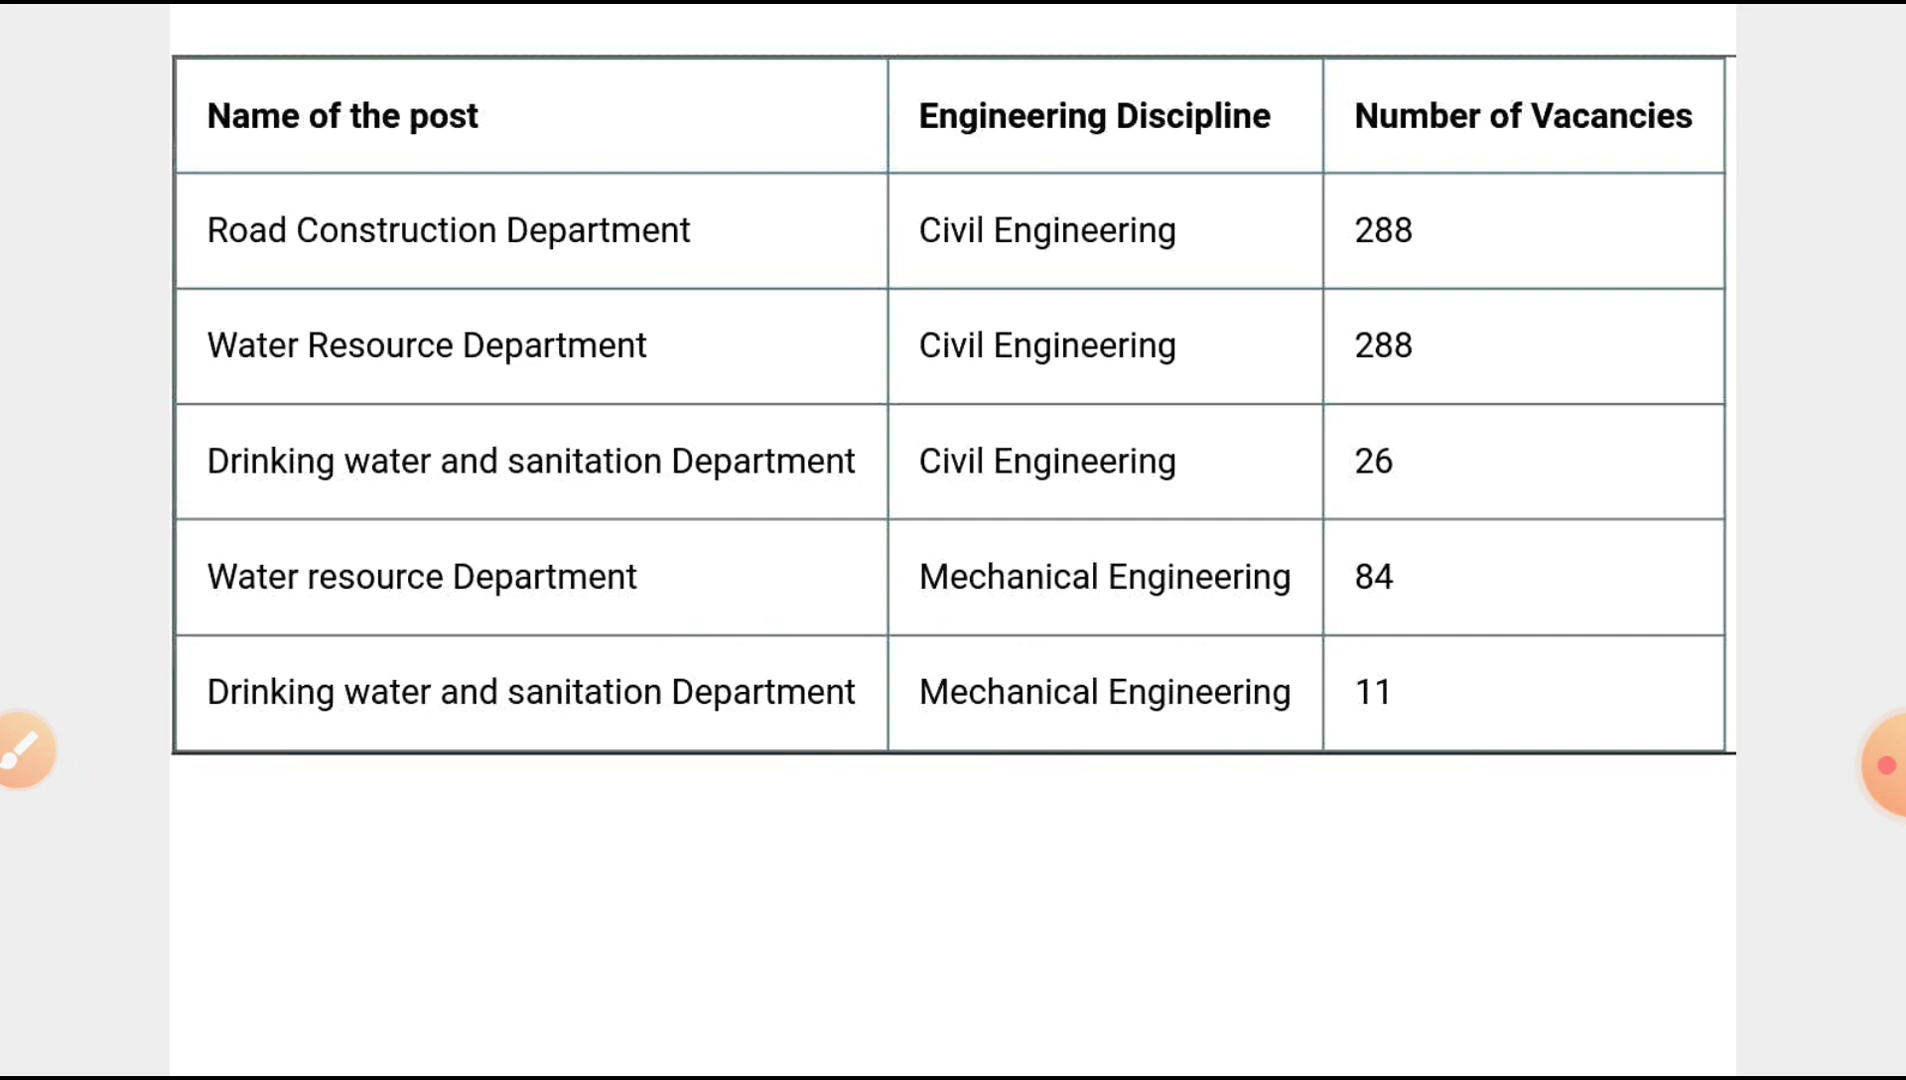 Name of the post Engineering Discipline Number of Vacancies
Road Construction Department Civil Engineering 288
Water Resource Department Civil Engineering 288
Drinking water and sanitation Department Civil Engineering 26
Water resource Department Mechanical Engineering 84
Drinking water and sanitation Department Mechanical Engineering 11